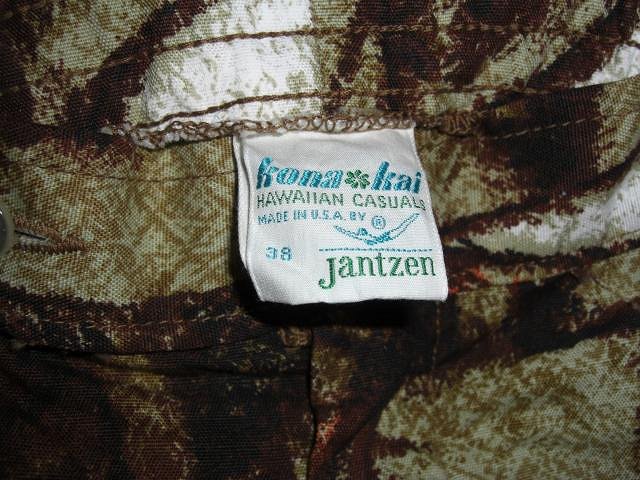 kona kai
HAWAIIAN CASUALS
MADE IN U.S.A. BY ®
38
Jantzen